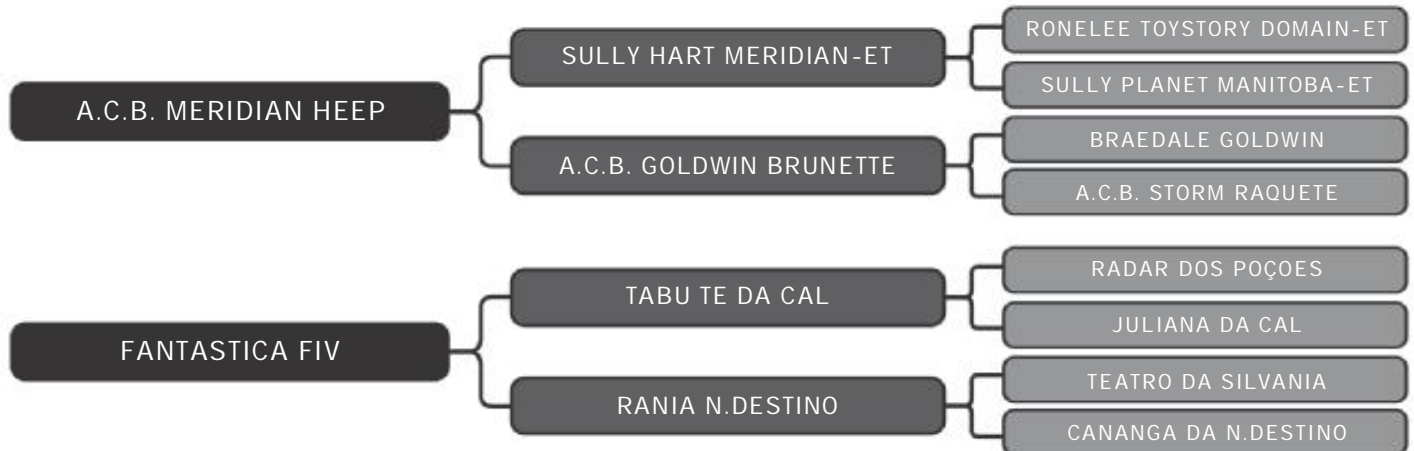 A.C.B. MERIDIAN HEEP
SULLY HART MERIDIAN-ET
RONELEE TOYSTORY DOMAIN-ET
SULLY PLANET MANITOBA-ET
A.C.B. GOLDWIN BRUNETTE
BRAEDALE GOLDWIN
A.C.B. STORM RAQUETE
FANTASTICA FIV
TABU TE DA CAL
RADAR DOS POÇOES
JULIANA DA CAL
RANIA N.DESTINO
TEATRO DA SILVANIA
CANANGA DA N.DESTINO